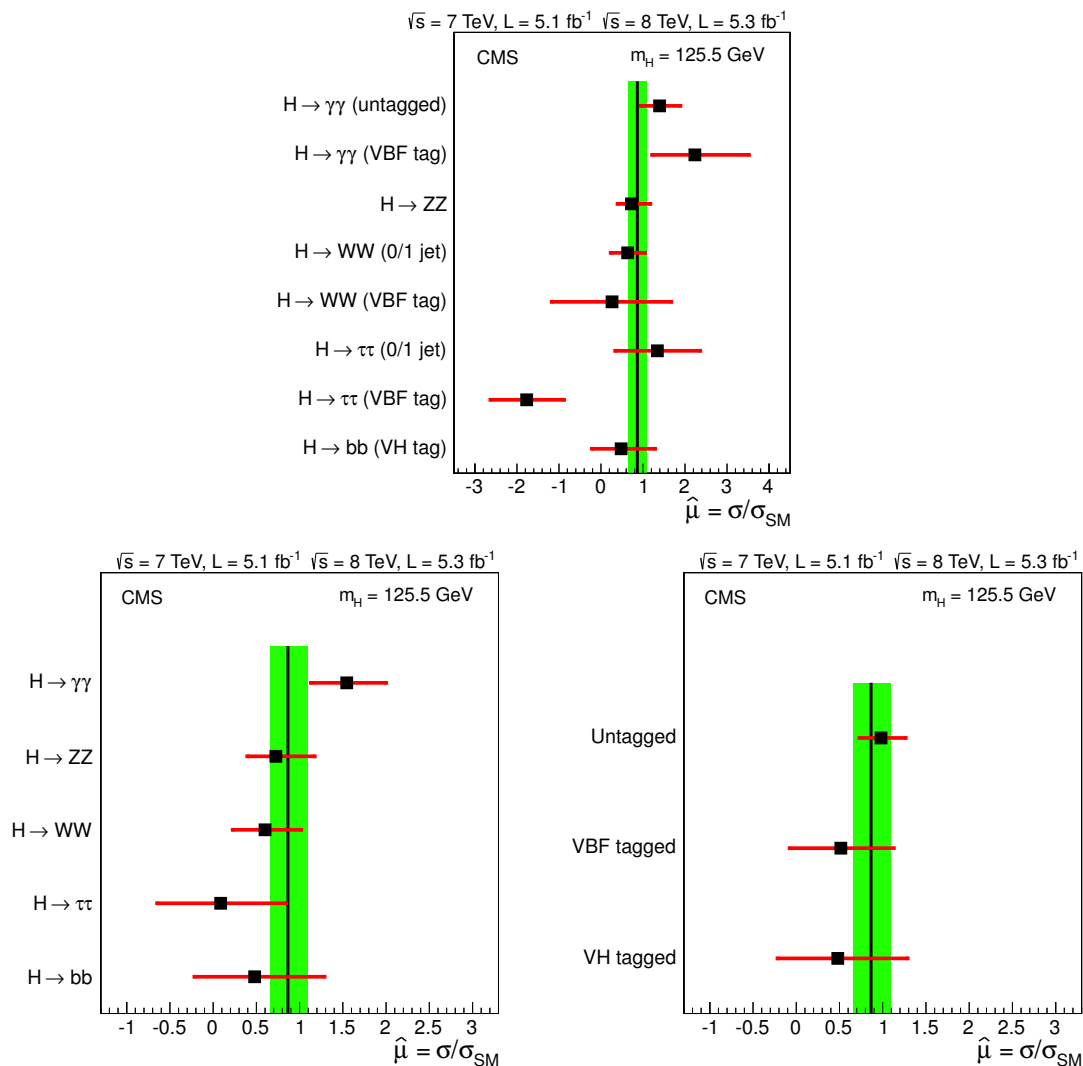 √s = 7 TeV, L = 5.1 fb⁻¹ √s = 8 TeV, L = 5.3 fb⁻¹
CMS m_H = 125.5 GeV
H → γγ (untagged)
H → γγ (VBF tag)
H → ZZ
H → WW (0/1 jet)
H → WW (VBF tag)
H → ττ (0/1 jet)
H → ττ (VBF tag)
H → bb (VH tag)
-3 -2 -1 0 1 2 3 4
μ̂ = σ/σ_SM
√s = 7 TeV, L = 5.1 fb⁻¹ √s = 8 TeV, L = 5.3 fb⁻¹
CMS m_H = 125.5 GeV
H → γγ
H → ZZ
H → WW
H → ττ
H → bb
-1 -0.5 0 0.5 1 1.5 2 2.5 3
μ̂ = σ/σ_SM
√s = 7 TeV, L = 5.1 fb⁻¹ √s = 8 TeV, L = 5.3 fb⁻¹
CMS m_H = 125.5 GeV
Untagged
VBF tagged
VH tagged
-1 -0.5 0 0.5 1 1.5 2 2.5 3
μ̂ = σ/σ_SM